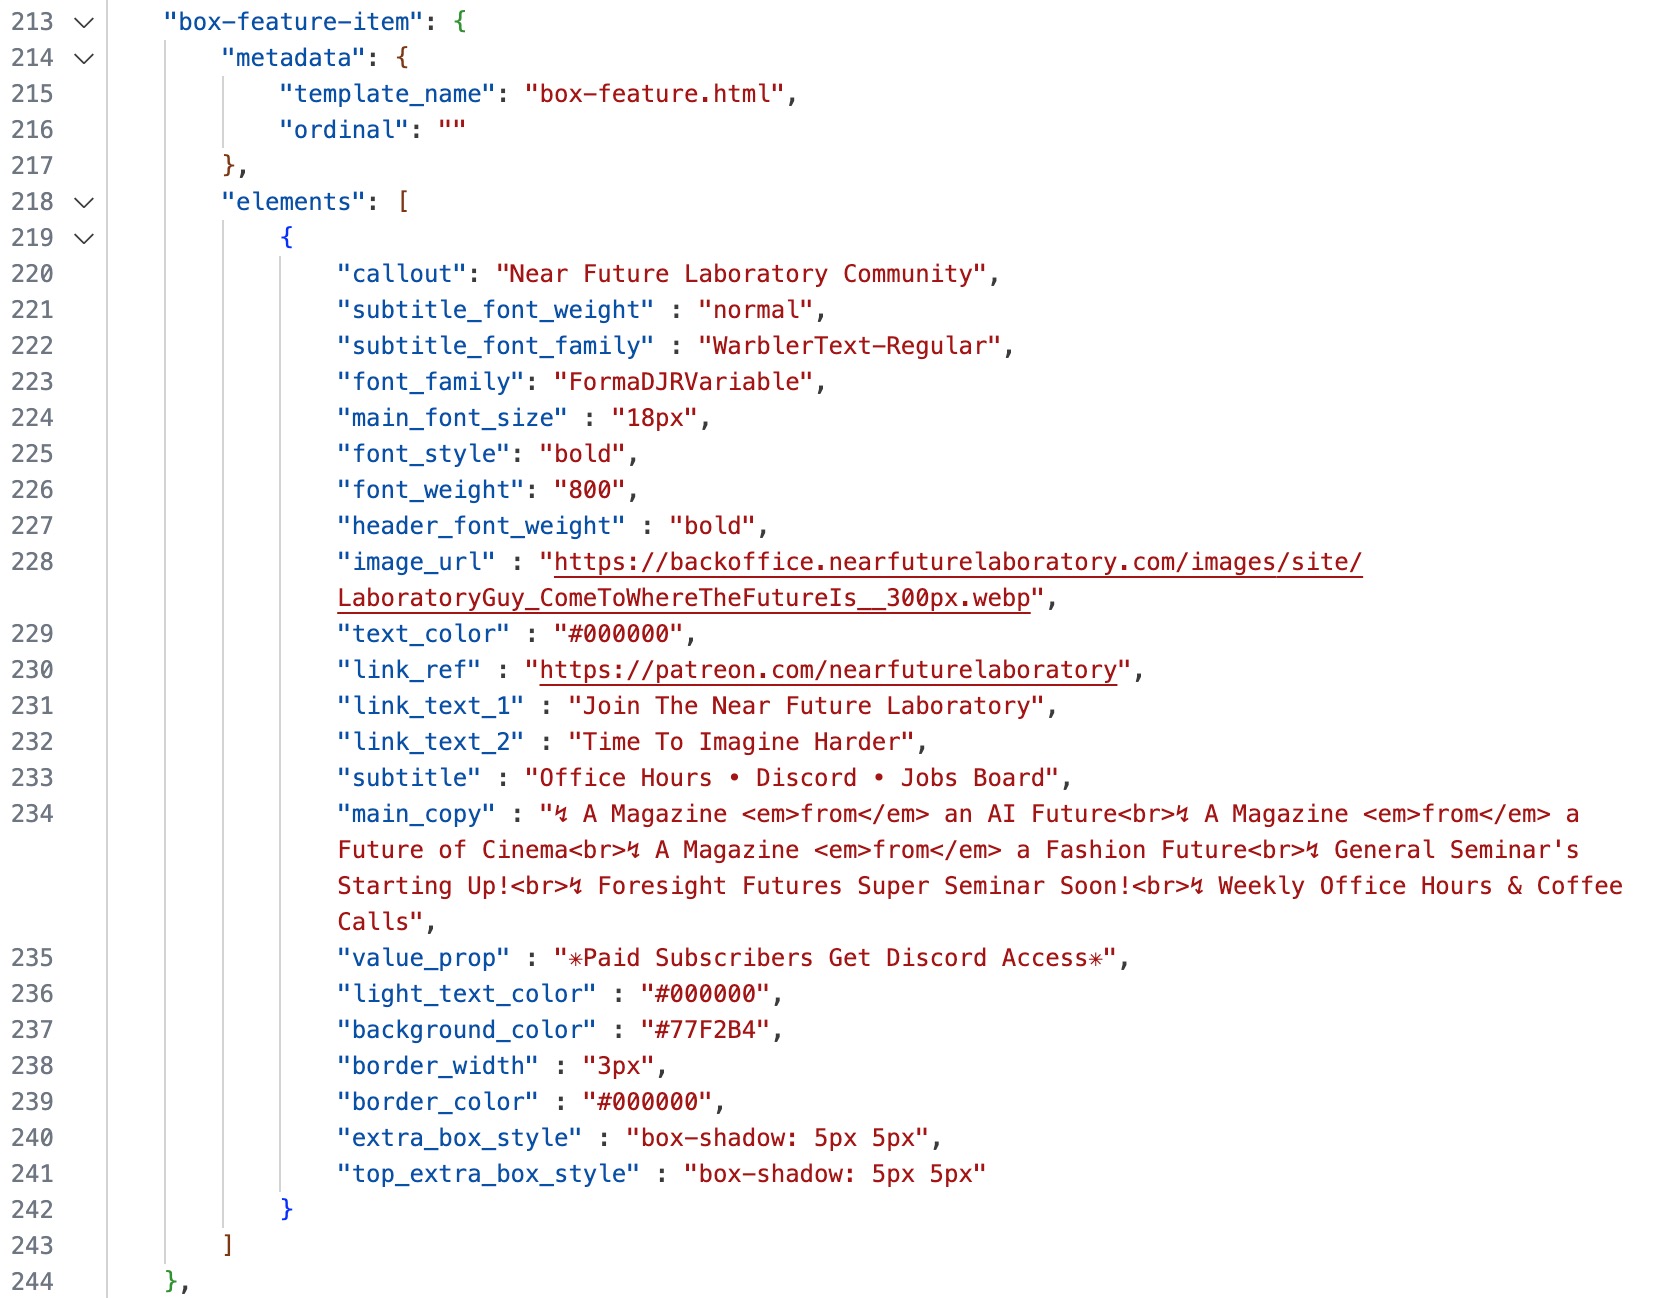 213 "box-feature-item": {
214 "metadata": {
215 "template_name": "box-feature.html",
216 "ordinal": ""
217 },
218 "elements": [
219 {
220 "callout": "Near Future Laboratory Community",
221 "subtitle_font_weight" : "normal",
222 "subtitle_font_family" : "WarblerText-Regular",
223 "font_family": "FormaDJRVariable",
224 "main_font_size" : "18px",
225 "font_style": "bold",
226 "font_weight": "800",
227 "header_font_weight" : "bold",
228 "image_url" : "https://backoffice.nearfuturelaboratory.com/images/site/
LaboratoryGuy_ComeToWhereTheFutureIs__300px.webp",
229 "text_color" : "#000000",
230 "link_ref" : "https://patreon.com/nearfuturelaboratory",
231 "link_text_1" : "Join The Near Future Laboratory",
232 "link_text_2" : "Time To Imagine Harder",
233 "subtitle" : "Office Hours • Discord • Jobs Board",
234 "main_copy" : "↯ A Magazine <em>from</em> an AI Future<br>↯ A Magazine <em>from</em> a
Future of Cinema<br>↯ A Magazine <em>from</em> a Fashion Future<br>↯ General Seminar's
Starting Up!<br>↯ Foresight Futures Super Seminar Soon!<br>↯ Weekly Office Hours & Coffee
Calls",
235 "value_prop" : "✳Paid Subscribers Get Discord Access✳",
236 "light_text_color" : "#000000",
237 "background_color" : "#77F2B4",
238 "border_width" : "3px",
239 "border_color" : "#000000",
240 "extra_box_style" : "box-shadow: 5px 5px",
241 "top_extra_box_style" : "box-shadow: 5px 5px"
242 }
243 ]
244 },